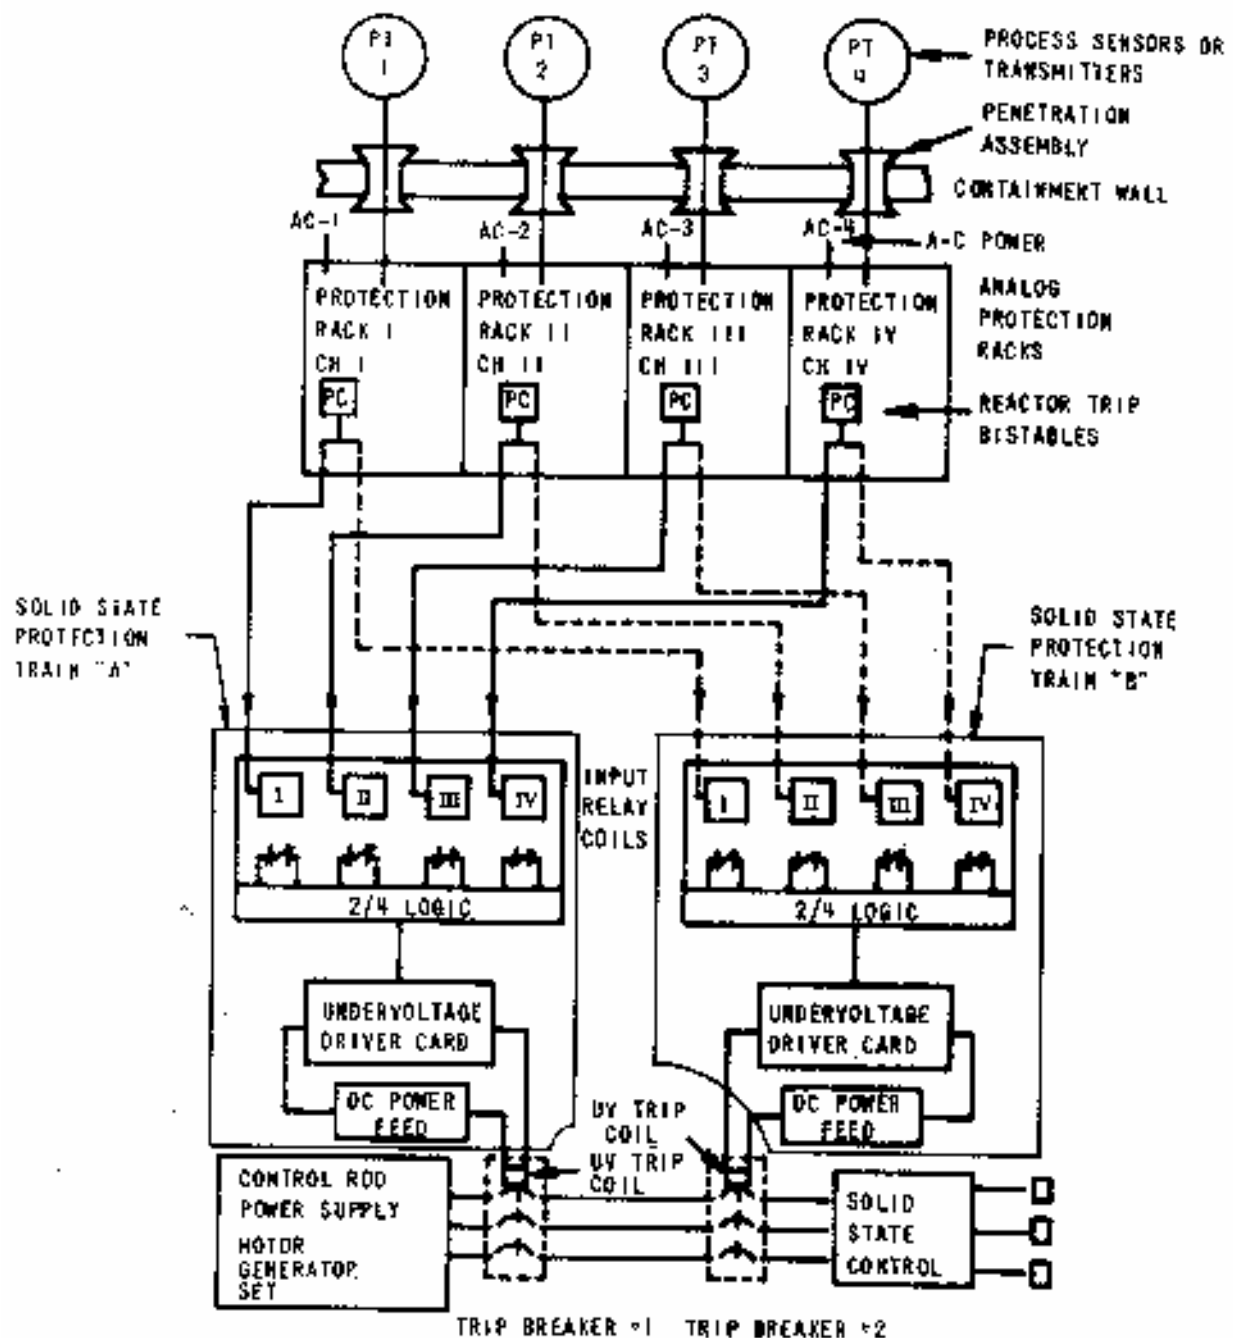 PT
1
PT
2
PT
3
PT
4
PROCESS SENSORS OR
TRANSMITTERS
PENETRATION
ASSEMBLY
CONTAINMENT WALL
AC-1
AC-2
AC-3
AC-4
A-C POWER
PROTECTION
RACK I
CH I
PROTECTION
RACK II
CH II
PROTECTION
RACK III
CH III
PROTECTION
RACK IV
CH IV
ANALOG
PROTECTION
RACKS
PC
PC
PC
PC
REACTOR TRIP
BISTABLES
SOLID STATE
PROTECTION
TRAIN "A"
SOLID STATE
PROTECTION
TRAIN "B"
I
II
III
IV
INPUT
RELAY
COILS
I
II
III
IV
2/4 LOGIC
2/4 LOGIC
UNDERVOLTAGE
DRIVER CARD
UNDERVOLTAGE
DRIVER CARD
DC POWER
FEED
DC POWER
FEED
UV TRIP
COIL
UV TRIP
COIL
CONTROL ROD
POWER SUPPLY
MOTOR
GENERATOR
SET
SOLID
STATE
CONTROL
TRIP BREAKER #1
TRIP BREAKER #2